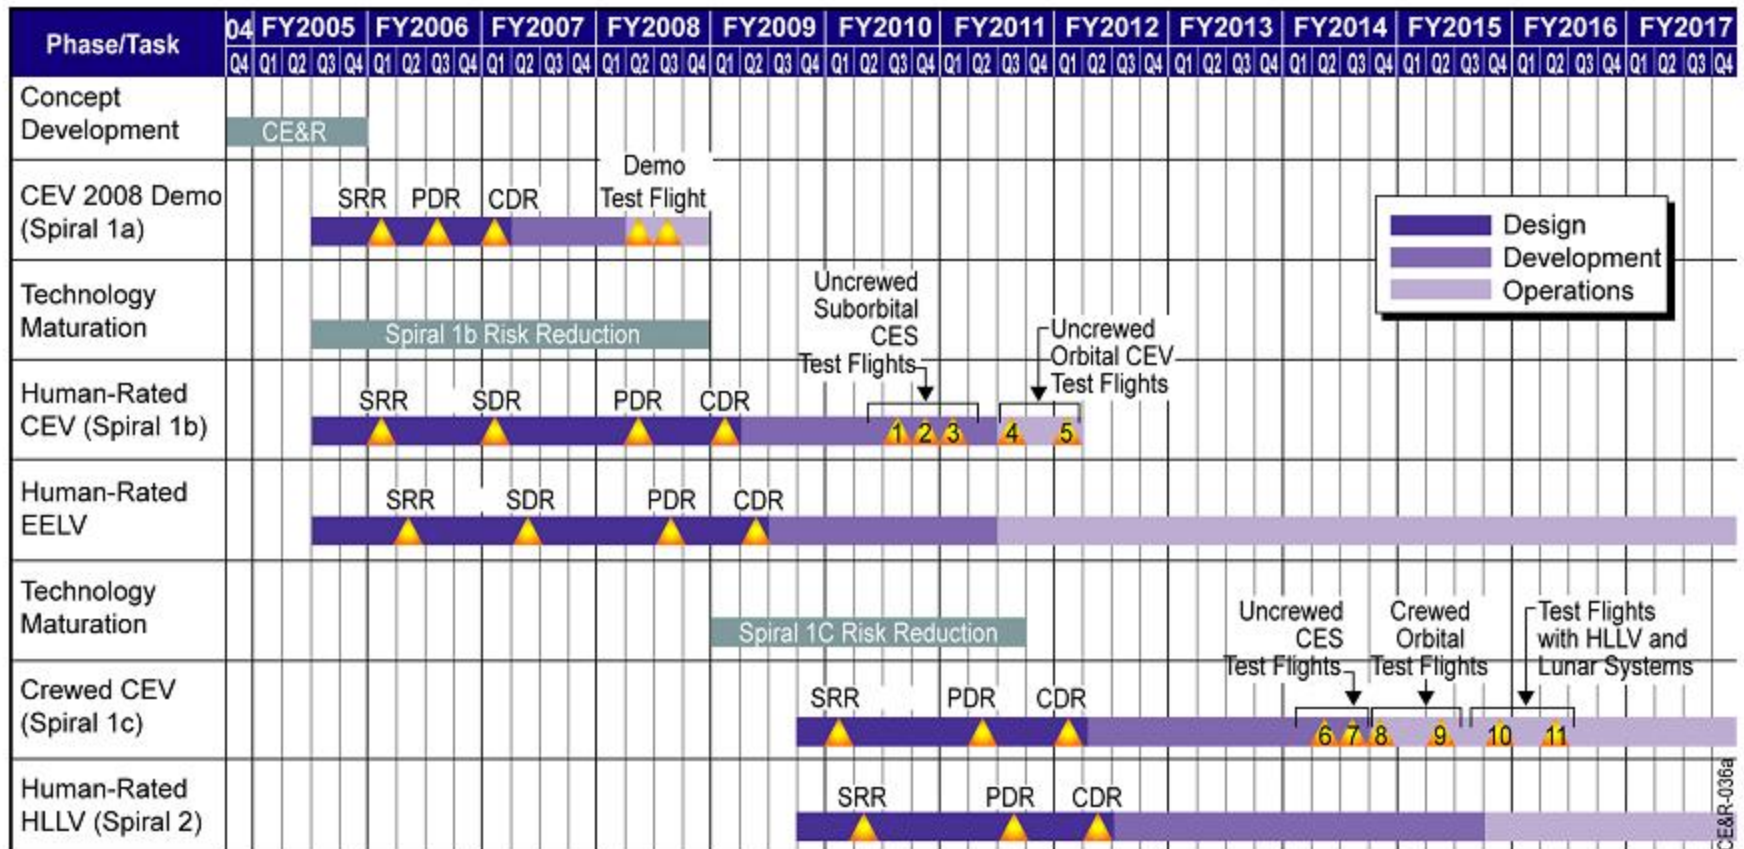 Phase/Task
04 FY2005 FY2006 FY2007 FY2008 FY2009 FY2010 FY2011 FY2012 FY2013 FY2014 FY2015 FY2016 FY2017
Q4 Q1 Q2 Q3 Q4 Q1 Q2 Q3 Q4 Q1 Q2 Q3 Q4 Q1 Q2 Q3 Q4 Q1 Q2 Q3 Q4 Q1 Q2 Q3 Q4 Q1 Q2 Q3 Q4 Q1 Q2 Q3 Q4 Q1 Q2 Q3 Q4 Q1 Q2 Q3 Q4 Q1 Q2 Q3 Q4 Q1 Q2 Q3 Q4 Q1 Q2 Q3 Q4
Concept
Development
CE&R
CEV 2008 Demo
(Spiral 1a)
SRR PDR CDR
Demo
Test Flight
Design
Development
Operations
Technology
Maturation
Spiral 1b Risk Reduction
Uncrewed
Suborbital
CES
Test Flights
Uncrewed
Orbital CEV
Test Flights
Human-Rated
CEV (Spiral 1b)
SRR SDR PDR CDR
1 2 3 4 5
Human-Rated
EELV
SRR SDR PDR CDR
Technology
Maturation
Spiral 1C Risk Reduction
Uncrewed
CES
Test Flights
Crewed
Orbital
Test Flights
Test Flights
with HLLV and
Lunar Systems
Crewed CEV
(Spiral 1c)
SRR PDR CDR
6 7 8 9 10 11
Human-Rated
HLLV (Spiral 2)
SRR PDR CDR
CE&R-036a